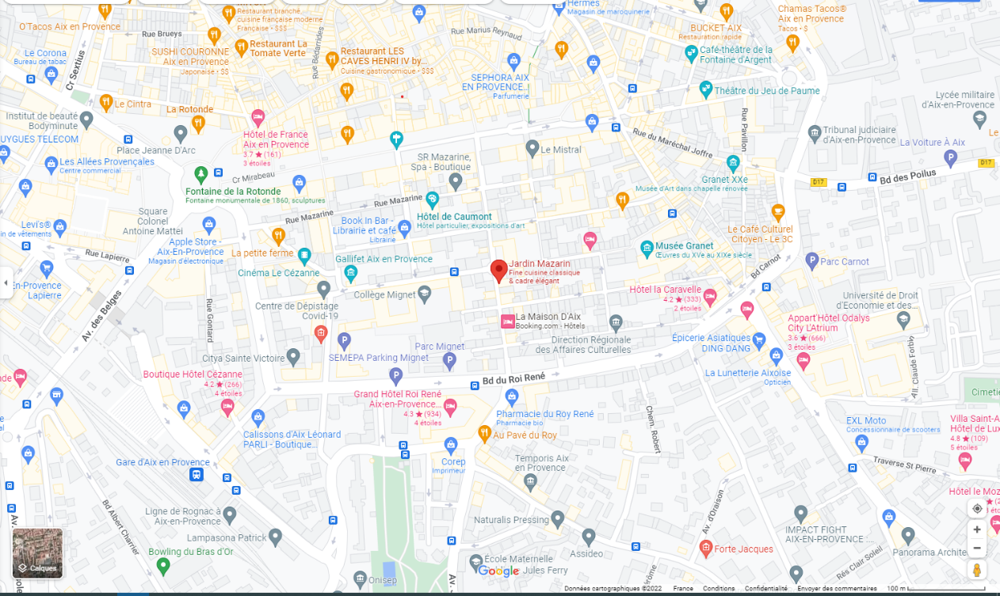 Hermès
Magasin de maroquinerie
Restaurant branché,
cuisine française moderne
Française • $$$
O'Tacos Aix en Provence
Rue Brueys
Rue Bédarrides
Rue Marius Reynaud
Chamas Tacos®
Aix en Provence
Tacos • $
BUCKET AIX
Restauration rapide
Restaurant La
Tomate Verte
SUSHI COURONNE
Aix en Provence
Japonaise • $$
Restaurant LES
CAVES HENRI IV by...
Cuisine gastronomique • $$$
Le Corona
Bureau de tabac
Cr Sextius
Café-théâtre de la
Fontaine d'Argent
SEPHORA AIX
EN PROVENCE...
Parfumerie
Théâtre du Jeu de Paume
Lycée militaire
d'Aix-en-Provence
Le Cintra
La Rotonde
Institut de beauté
Bodyminute
UYGUES TELECOM
Place Jeanne D'Arc
Hôtel de France
Aix en Provence
3.7 ★ (161)
3 étoiles
Rue Pavillon
Rue du Maréchal Joffre
Tribunal judiciaire
d'Aix-en-Provence
Le
La Voiture À Aix
Le Mistral
SR Mazarine,
Spa - Boutique
Les Allées Provençales
Centre commercial
Cr Mirabeau
Fontaine de la Rotonde
Fontaine monumentale de 1860, sculptures
D17
D17
Bd des Poilus
Granet XXe
Musée d'Art dans chapelle rénovée
Rue Mazarine
Rue Mazarine
Hôtel de Caumont
Hôtel particulier, expositions d'art
Square
Colonel
Antoine Mattei
Book In Bar -
Librairie et café
Librairie
Levi's®
in de vêtements
Apple Store -
Aix-En-Provence
Magasin d'électronique
Le Café Culturel
Citoyen - Le 3C
La petite ferme
Musée Granet
Œuvres du XVe au XIXe siècle
Rue Lapierre
Gallifet Aix en Provence
Cinéma Le Cézanne
Jardin Mazarin
Fine cuisine classique
& cadre élégant
Bd Carnot
Parc Carnot
En-Provence
Lapierre
Collège Mignet
Hôtel la Caravelle
4.2 ★ (333)
2 étoiles
Université de Droit
d'Economie et des...
Av. des Belges
Rue Gontard
Centre de Dépistage
Covid-19
La Maison D'Aix
Booking.com - Hôtels
Appart'Hôtel Odalys
City L'Atrium
3.6 ★ (666)
3 étoiles
Direction Régionale
des Affaires Culturelles
Épicerie Asiatiques
DING DANG
All. Claude Forbin
Parc Mignet
SEMEPA Parking Mignet
Citya Sainte Victoire
La Lunetterie Aixoise
Opticien
Boutique Hôtel Cézanne
4.2 ★ (266)
4 étoiles
Bd du Roi René
Grand Hôtel Roi René
Aix-en-Provence...
4.3 ★ (934)
4 étoiles
Cimetiè
Pharmacie du Roy René
Pharmacie bio
Chem. Robert
EXL Moto
Concessionnaire de scooters
Villa Saint-A
Hôtel de Lux
4.8 ★ (109)
5 étoiles
Calissons d'Aix Léonard
PARLI - Boutique...
Au Pavé du Roy
Gare d'Aix en Provence
Corep
Imprimeur
Temporis Aix
en Provence
Traverse St Pierre
Hôtel le Moz
Bd Albert Charrier
Av. d'Oraison
Ligne de Rognac à
Aix-en-Provence
Naturalis Pressing
IMPACT FIGHT
AIX EN PROVENCE :...
Lampasona Patrick
Assideo
Forte Jacques
Panorama Archite
Bowling du Bras d'Or
Rés Clair Soleil
École Maternelle
Jules Ferry
Google
Calques
Onisep
Données cartographiques ©2022 France Conditions Confidentialité Envoyer des commentaires 100 m